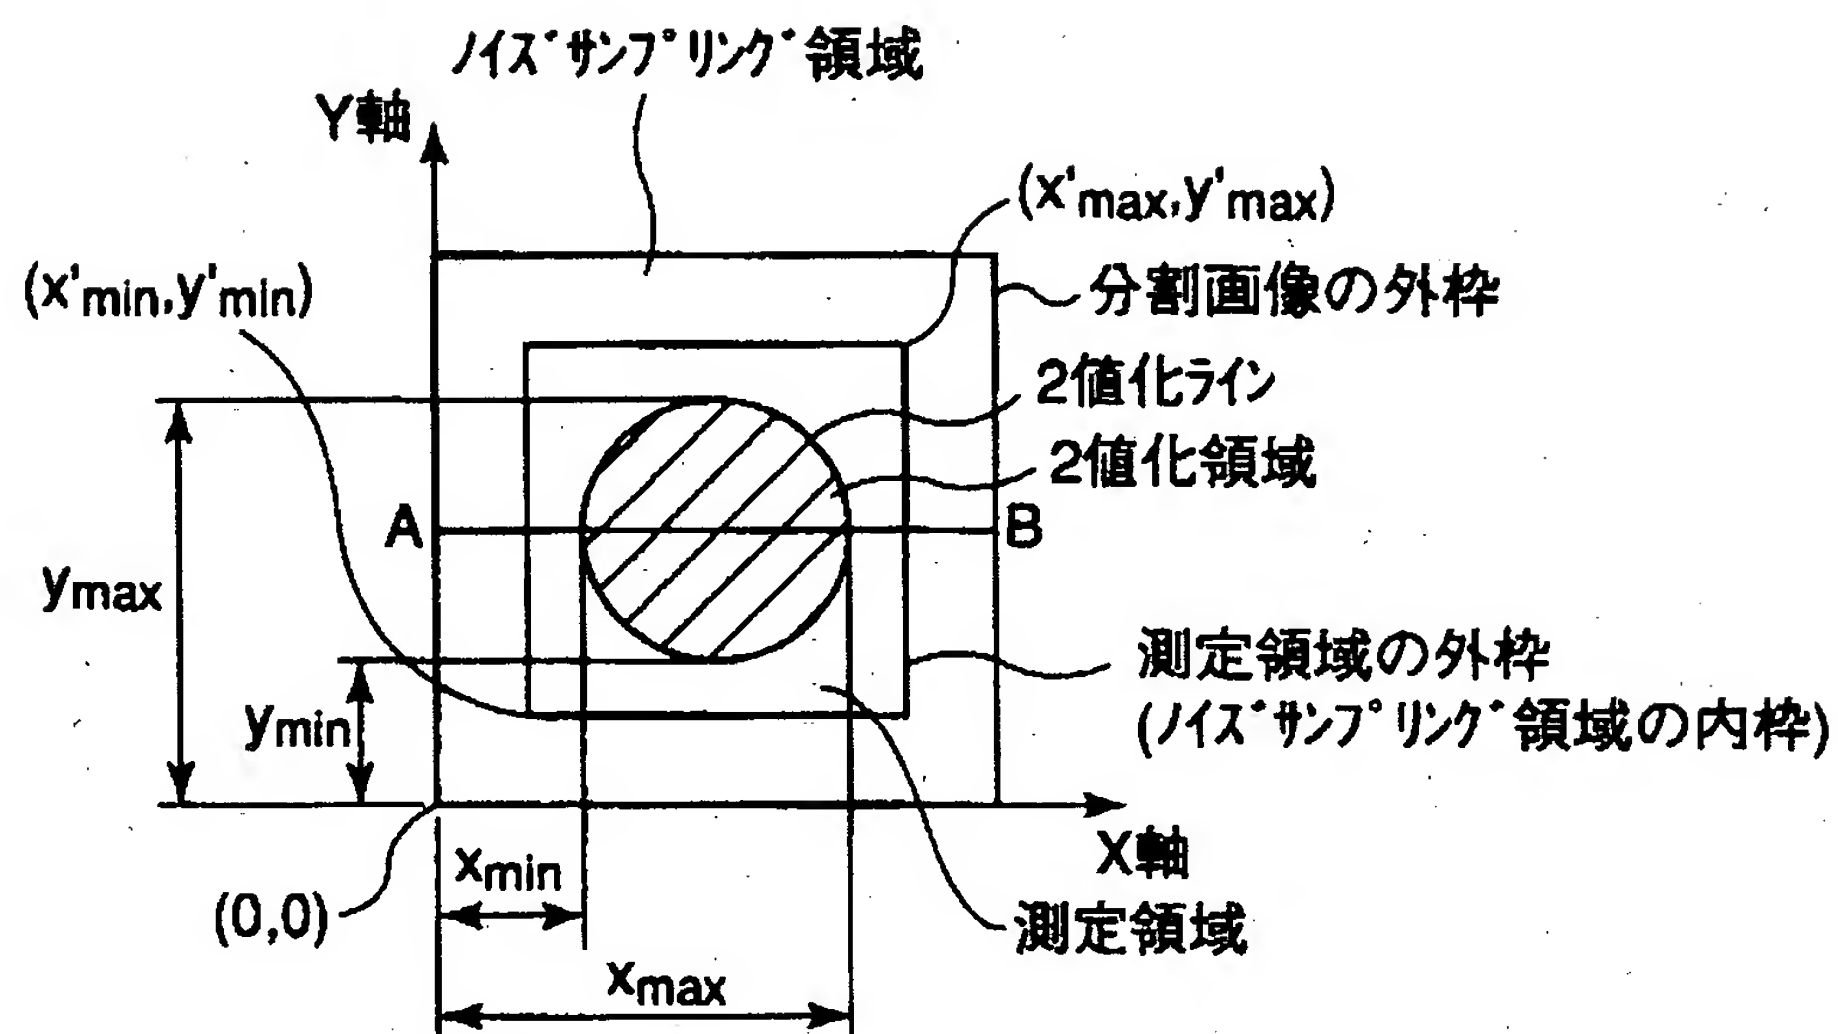 ノイズサンプリング領域
Y軸
(x'max,y'max)
(x'min,y'min)
分割画像の外枠
2値化ライン
2値化領域
A
B
ymax
測定領域の外枠
(ノイズサンプリング領域の内枠)
ymin
X軸
xmin
(0,0)
測定領域
xmax